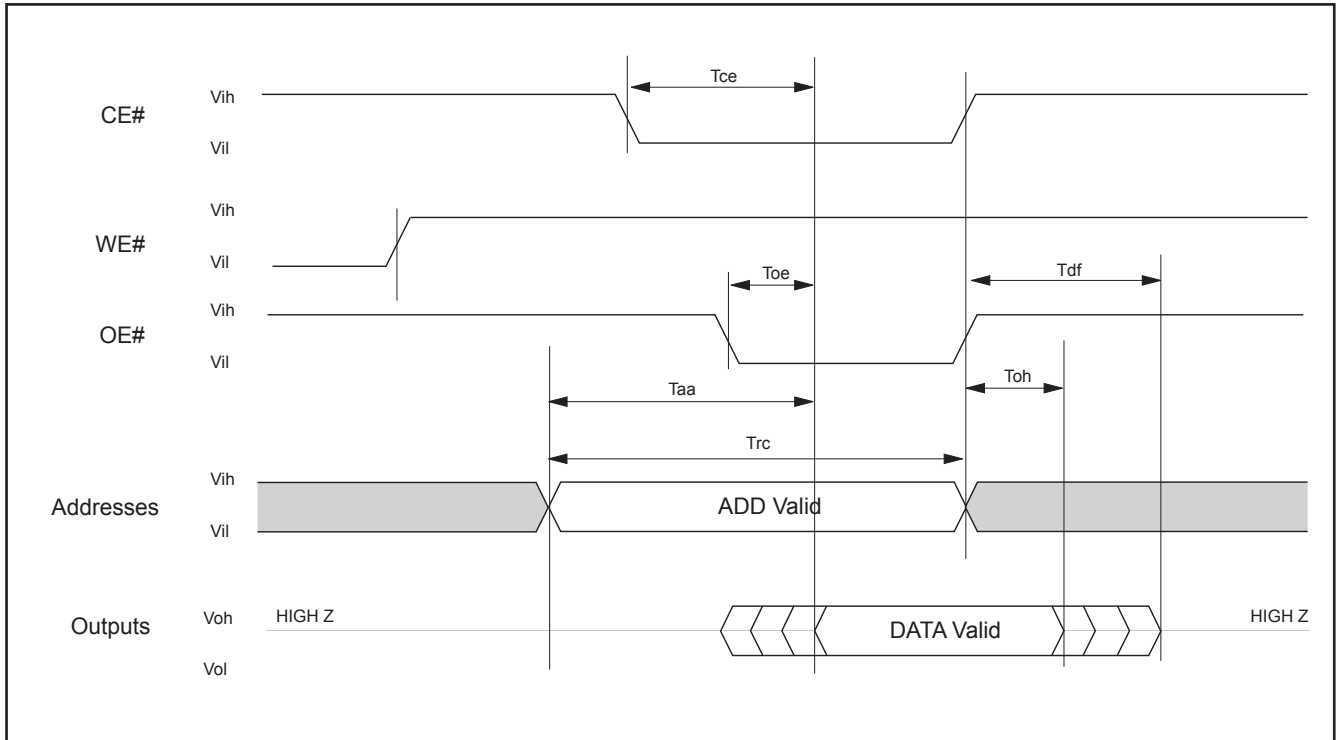 Tce
Vih
CE#
Vil
Vih
WE#
Vil
Toe
Tdf
Vih
OE#
Vil
Toh
Taa
Trc
Vih
Addresses
ADD Valid
Vil
Voh
HIGH Z
HIGH Z
Outputs
DATA Valid
Vol